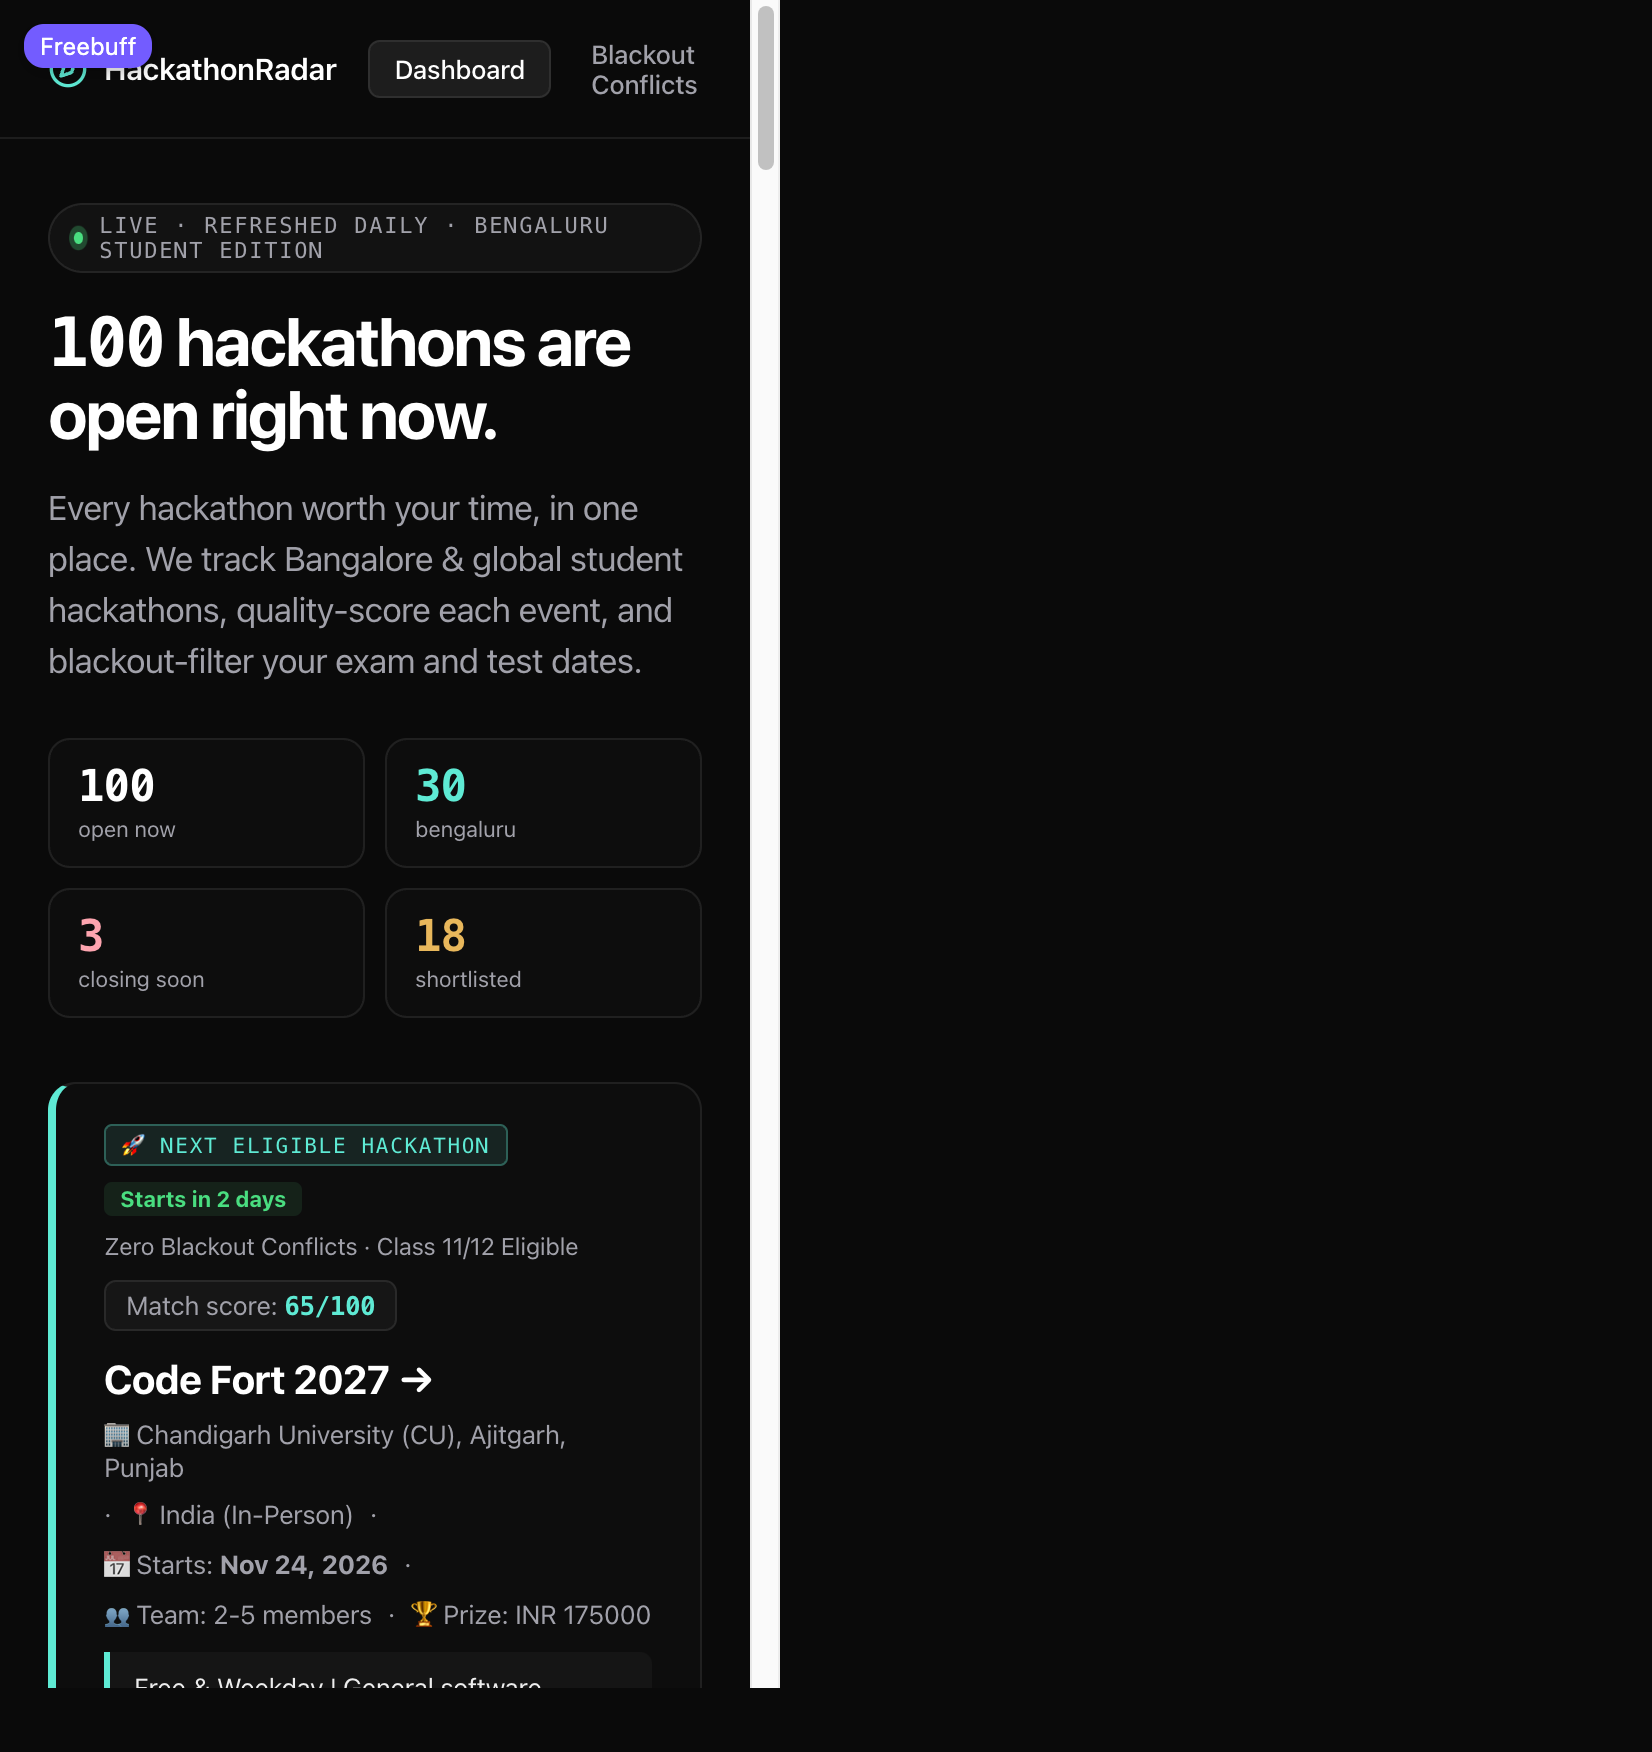 Freebuff
HackathonRadar
Dashboard
Blackout
Conflicts
LIVE · REFRESHED DAILY · BENGALURU
STUDENT EDITION
100 hackathons are
open right now.
Every hackathon worth your time, in one
place. We track Bangalore & global student
hackathons, quality-score each event, and
blackout-filter your exam and test dates.
100
open now
30
bengaluru
3
closing soon
18
shortlisted
🚀 NEXT ELIGIBLE HACKATHON
Starts in 2 days
Zero Blackout Conflicts · Class 11/12 Eligible
Match score: 65/100
Code Fort 2027 →
🏢 Chandigarh University (CU), Ajitgarh,
Punjab
· 📍 India (In-Person) ·
📅 Starts: Nov 24, 2026 ·
👥 Team: 2-5 members · 🏆 Prize: INR 175000
Free & Weekday | General software